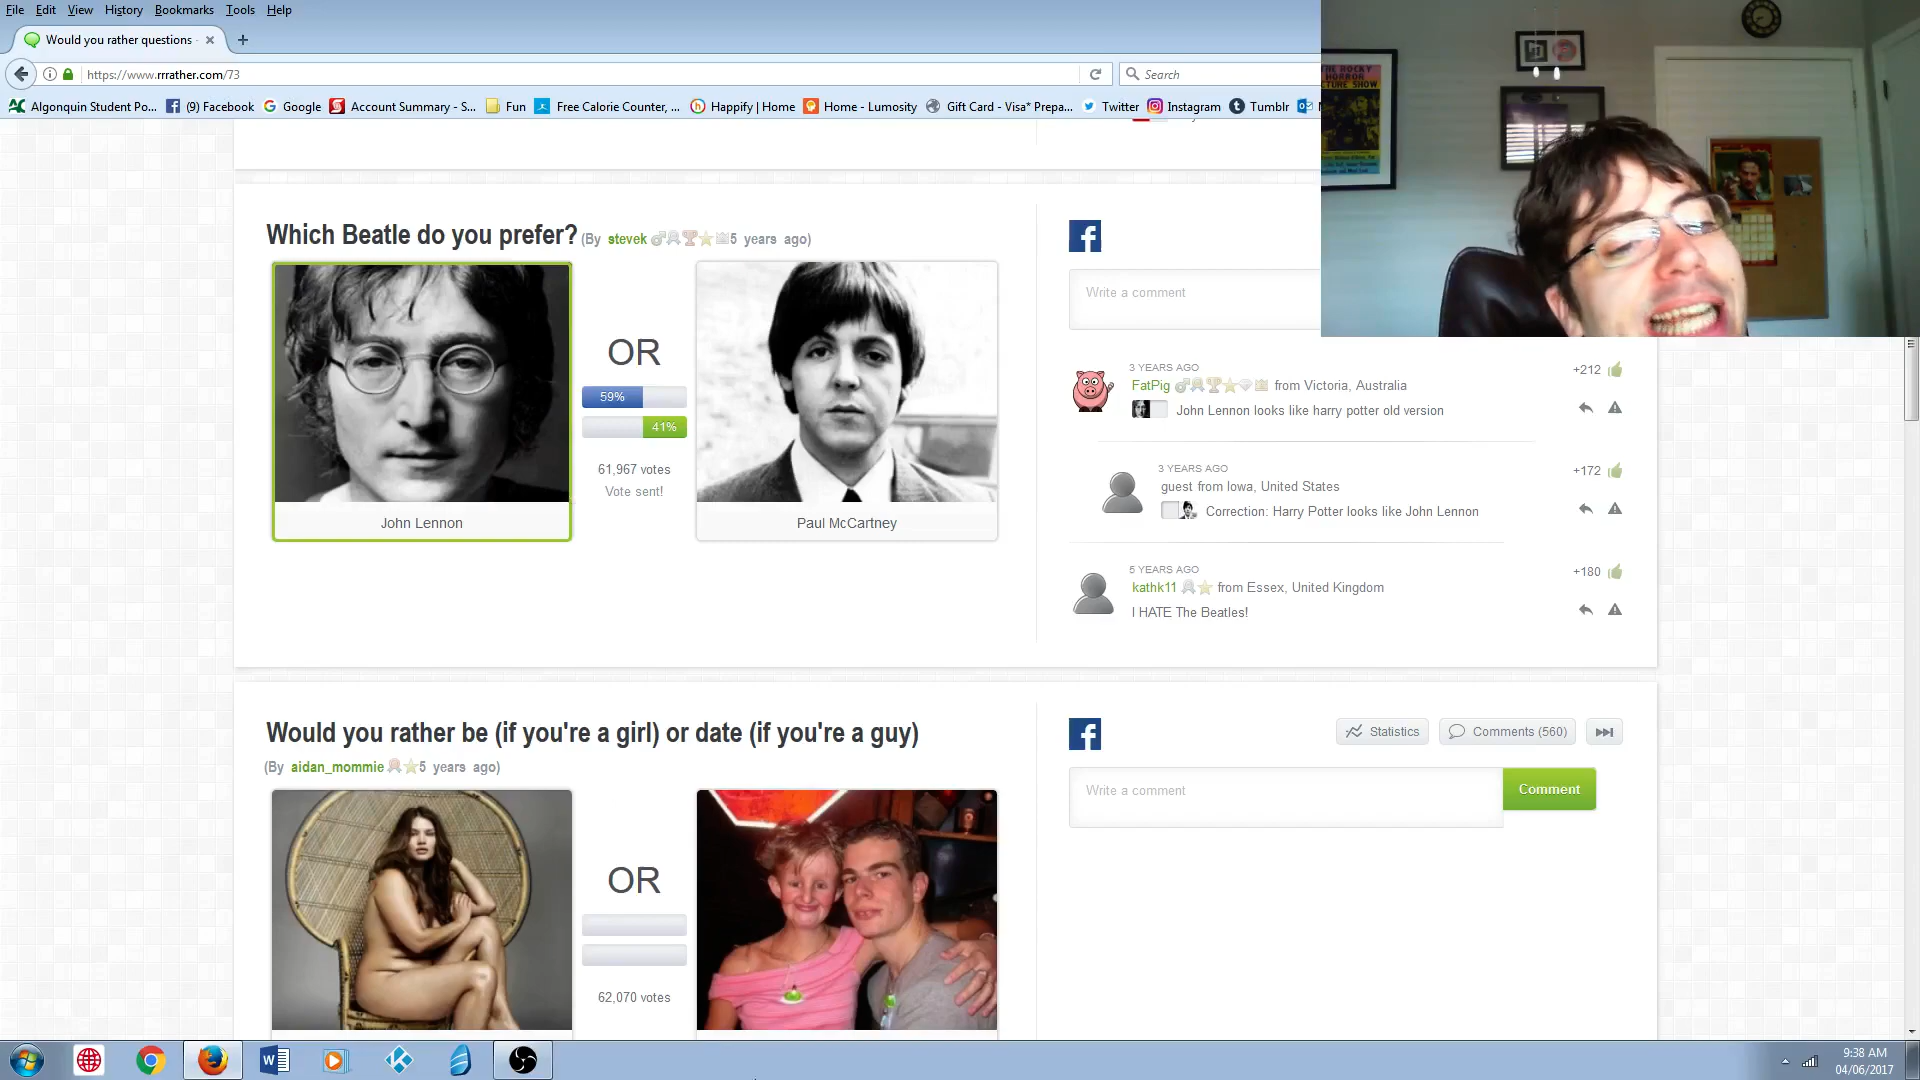 File Edit View History Bookmarks Tools Help
Would you rather questions
https://www.rrrather.com/73
Search
Algonquin Student Po... (9) Facebook Google Account Summary - S... Fun Free Calorie Counter, ... Happify | Home Home - Lumosity Gift Card - Visa* Prepa... Twitter Instagram Tumblr
THE ROCKY
HORROR
PICTURE SHOW
Which Beatle do you prefer? (By stevek 5 years ago)
OR
59%
41%
61,967 votes
Vote sent!
John Lennon
Paul McCartney
Write a comment
3 YEARS AGO
FatPig from Victoria, Australia
John Lennon looks like harry potter old version
+212
3 YEARS AGO
guest from Iowa, United States
Correction: Harry Potter looks like John Lennon
+172
5 YEARS AGO
kathk11 from Essex, United Kingdom
I HATE The Beatles!
+180
Would you rather be (if you're a girl) or date (if you're a guy)
(By aidan_mommie 5 years ago)
OR
62,070 votes
Statistics
Comments (560)
Write a comment
Comment
9:38 AM
04/06/2017